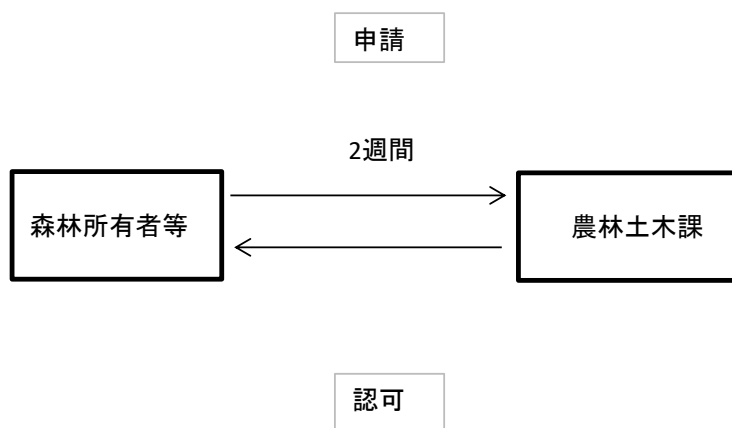 申請
2週間
森林所有者等
農林土木課
認可